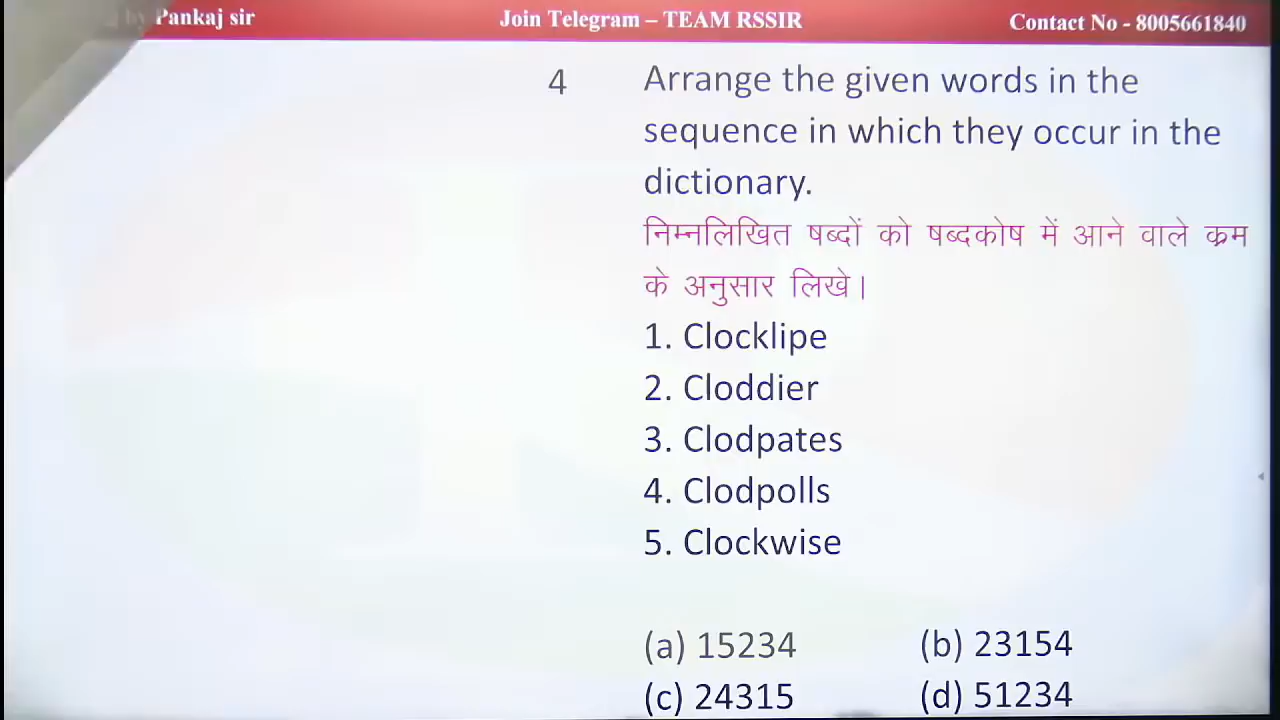 by Pankaj sir
Join Telegram – TEAM RSSIR
Contact No - 8005661840
4
Arrange the given words in the
sequence in which they occur in the
dictionary.
निम्नलिखित षब्दों को षब्दकोष में आने वाले क्रम
के अनुसार लिखे।
1. Clocklipe
2. Cloddier
3. Clodpates
4. Clodpolls
5. Clockwise
(a) 15234 (b) 23154
(c) 24315 (d) 51234